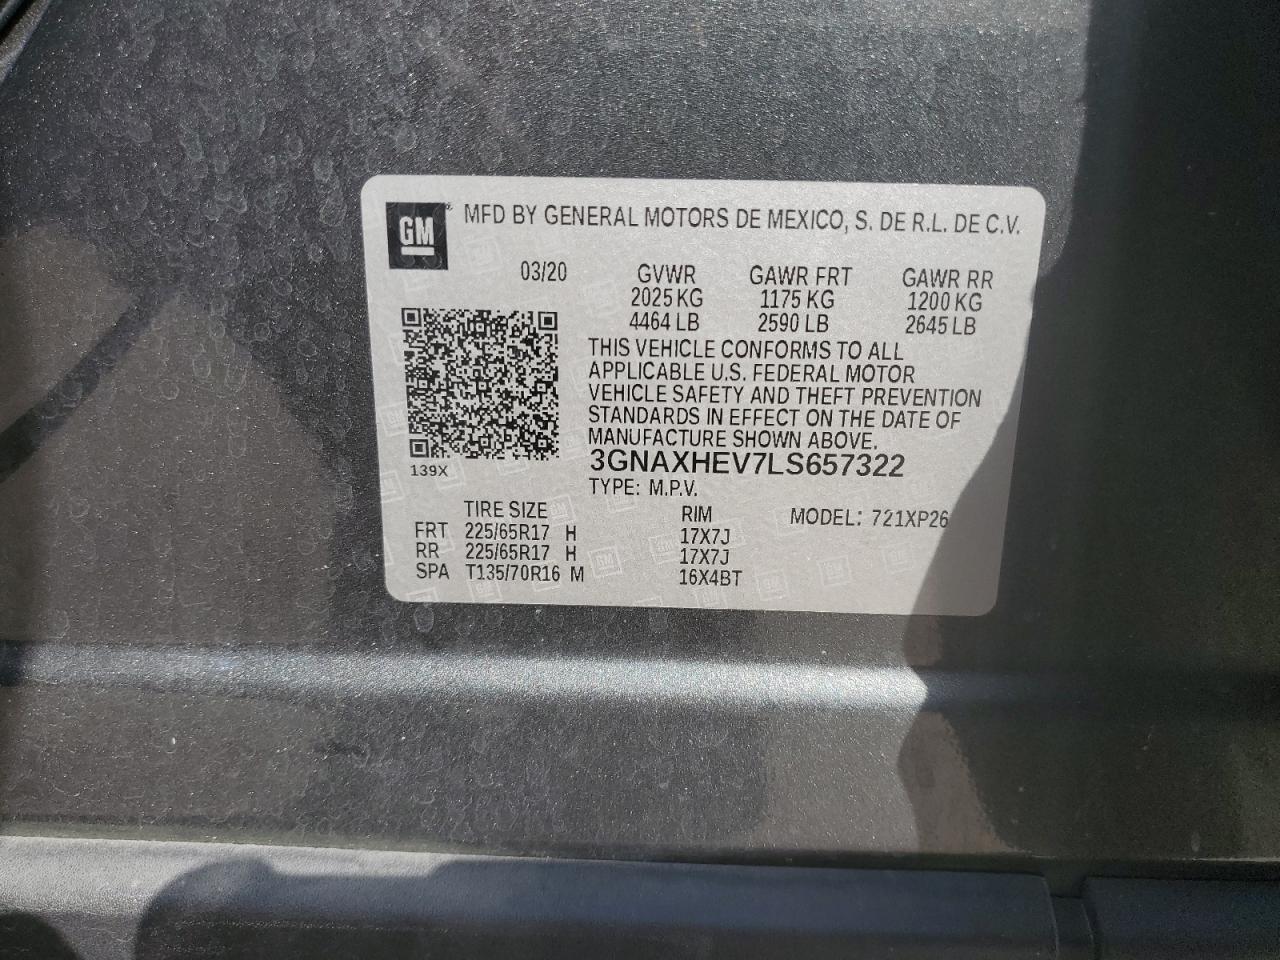 GM ® MFD BY GENERAL MOTORS DE MEXICO, S. DE R.L. DE C.V.
03/20 GVWR GAWR FRT GAWR RR
2025 KG 1175 KG 1200 KG
4464 LB 2590 LB 2645 LB
THIS VEHICLE CONFORMS TO ALL
APPLICABLE U.S. FEDERAL MOTOR
VEHICLE SAFETY AND THEFT PREVENTION
STANDARDS IN EFFECT ON THE DATE OF
MANUFACTURE SHOWN ABOVE.
139X 3GNAXHEV7LS657322
TYPE: M.P.V.
TIRE SIZE RIM MODEL: 721XP26
FRT 225/65R17 H 17X7J
RR 225/65R17 H 17X7J
SPA T135/70R16 M 16X4BT